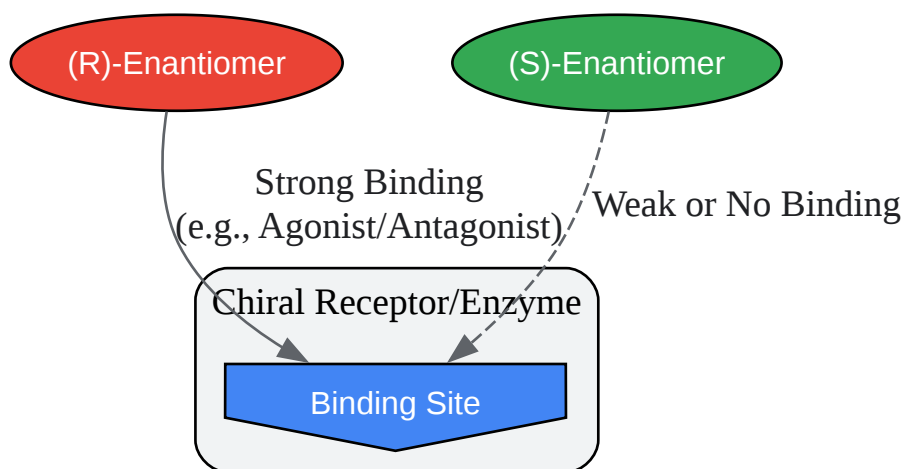 (R)-Enantiomer
(S)-Enantiomer
Strong Binding
(e.g., Agonist/Antagonist)
Weak or No Binding
Chiral Receptor/Enzyme
Binding Site